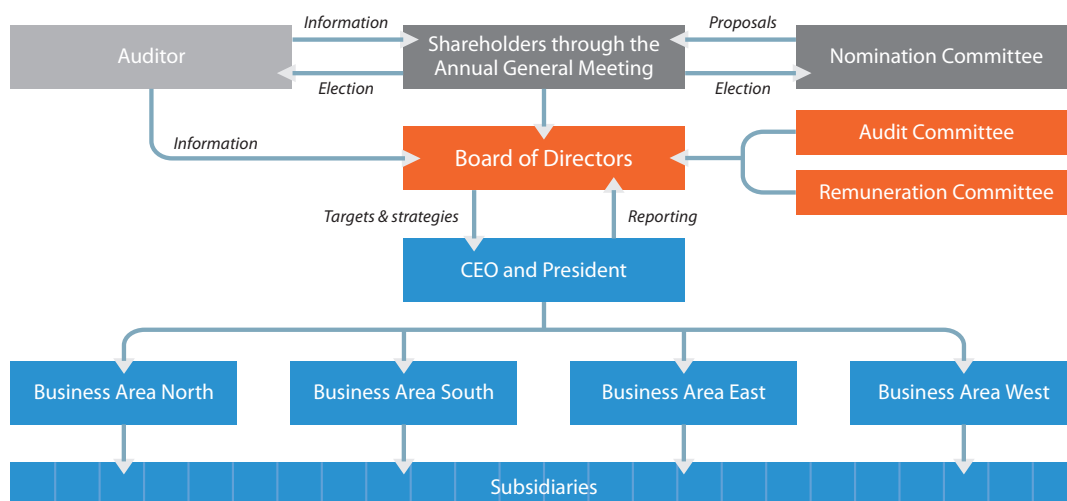 Information
Proposals
Auditor
Shareholders through the
Annual General Meeting
Nomination Committee
Election
Election
Information
Board of Directors
Audit Committee
Remuneration Committee
Targets & strategies
Reporting
CEO and President
Business Area North
Business Area South
Business Area East
Business Area West
Subsidiaries